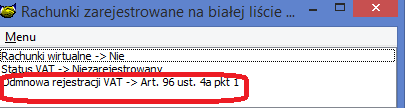 Rachunki zarejestrowane na białej liście ...
Menu
Rachunki wirtualne -> Nie
Status VAT -> Niezarejestrowany
Odmnowa rejestracji VAT -> Art. 96 ust. 4a pkt 1